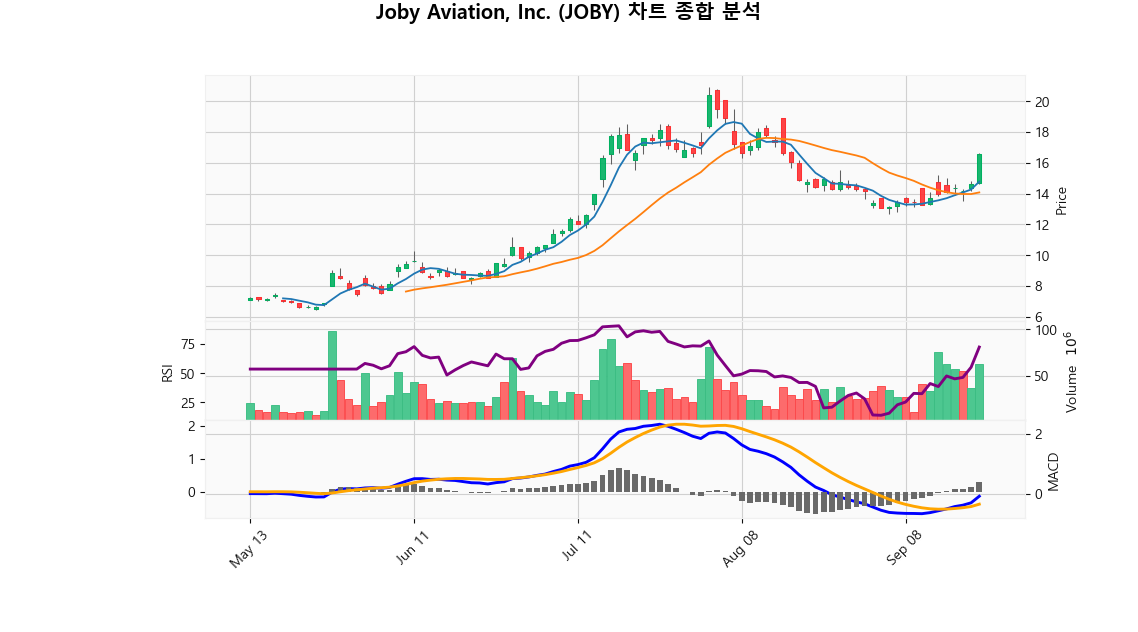 Joby Aviation, Inc. (JOBY) 차트 종합 분석
20
18
16
14
12
10
8
6
Price
75
50
25
RSI
100
50
Volume 10⁶
2
1
0
2
0
MACD
May 13
Jun 11
Jul 11
Aug 08
Sep 08